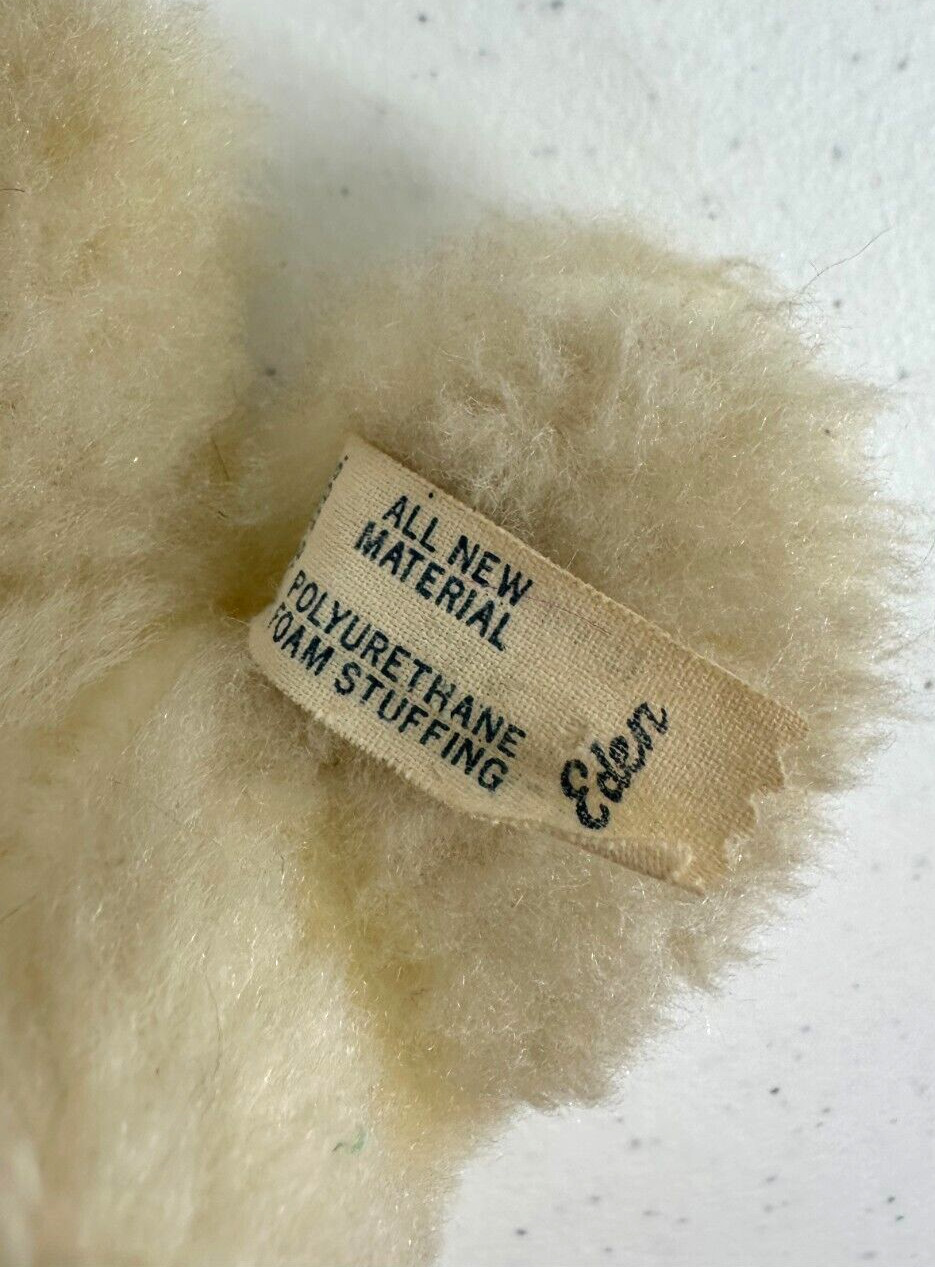 ALL NEW
MATERIAL
POLYURETHANE
FOAM STUFFING
Eden